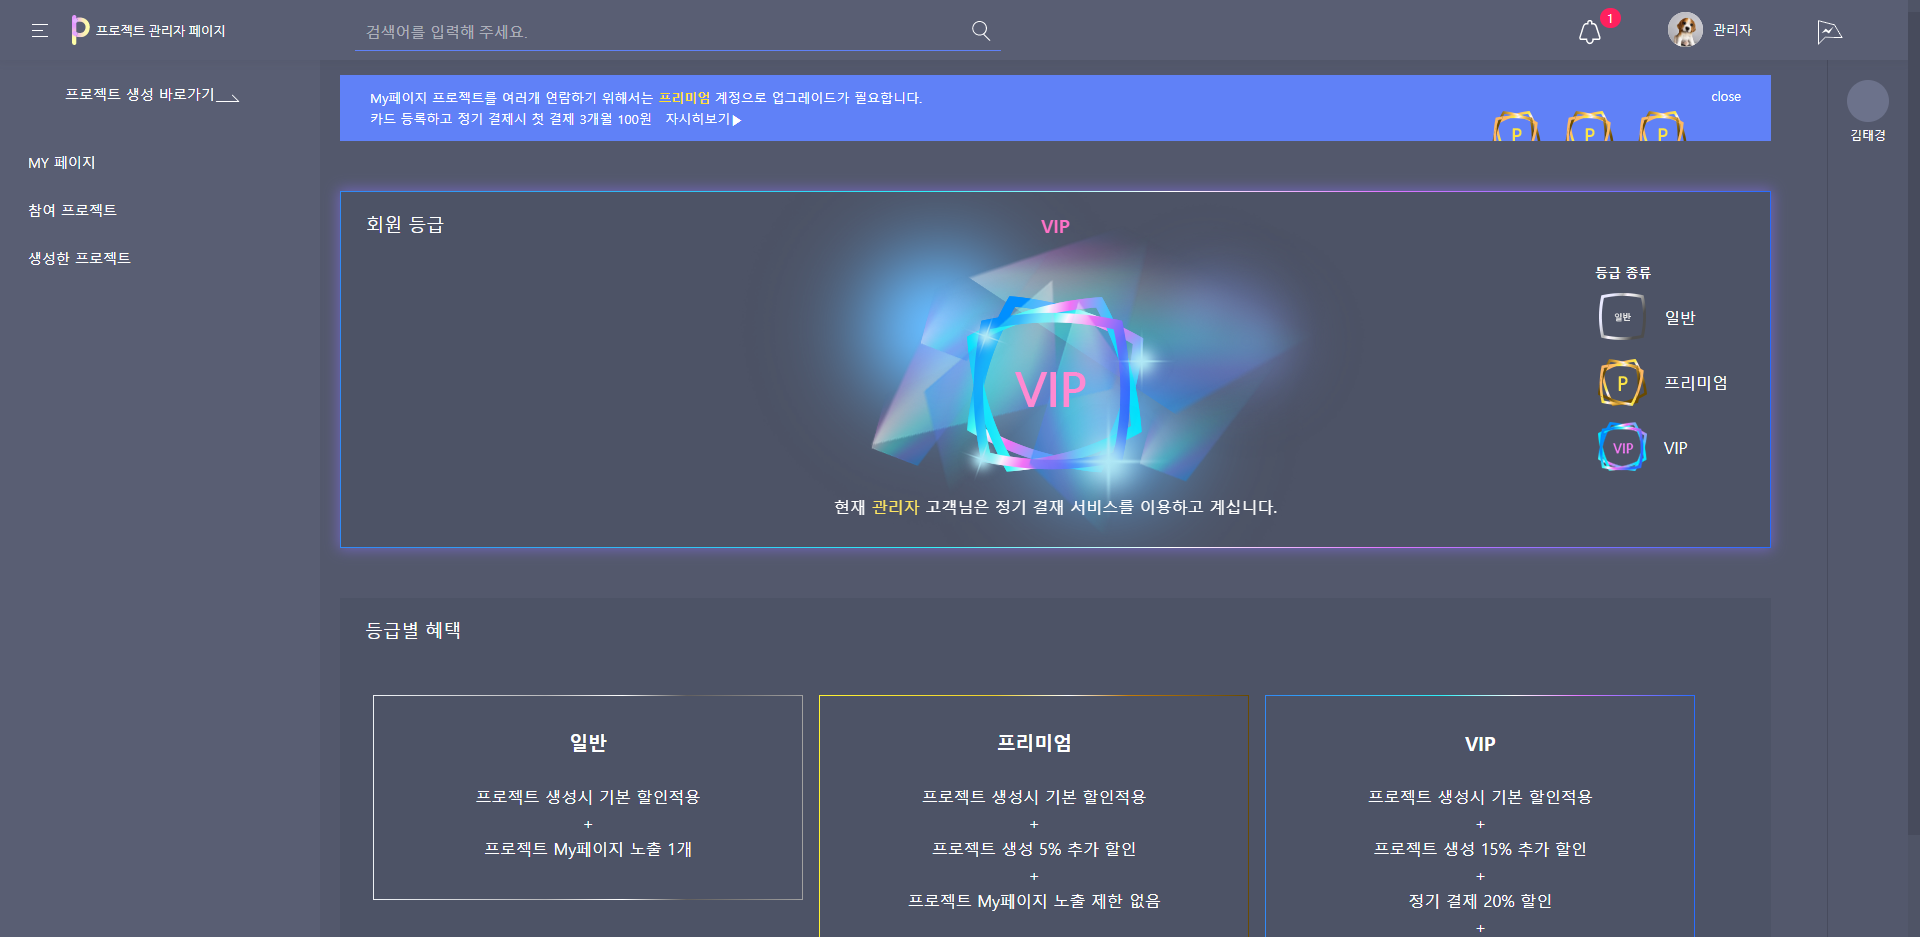 프로젝트 관리자 페이지
검색어를 입력해 주세요.
1
관리자
프로젝트 생성 바로가기
MY 페이지
참여 프로젝트
생성한 프로젝트
My페이지 프로젝트를 여러개 연람하기 위해서는 프리미엄 계정으로 업그레이드가 필요합니다.
카드 등록하고 정기 결제시 첫 결제 3개월 100원 자시히보기▶
close
P P P
김태경
회원 등급
VIP
VIP
현재 관리자 고객님은 정기 결재 서비스를 이용하고 계십니다.
등급 종류
일반 일반
P 프리미엄
VIP VIP
등급별 혜택
일반
프로젝트 생성시 기본 할인적용
+
프로젝트 My페이지 노출 1개
프리미엄
프로젝트 생성시 기본 할인적용
+
프로젝트 생성 5% 추가 할인
+
프로젝트 My페이지 노출 제한 없음
VIP
프로젝트 생성시 기본 할인적용
+
프로젝트 생성 15% 추가 할인
+
정기 결제 20% 할인
+